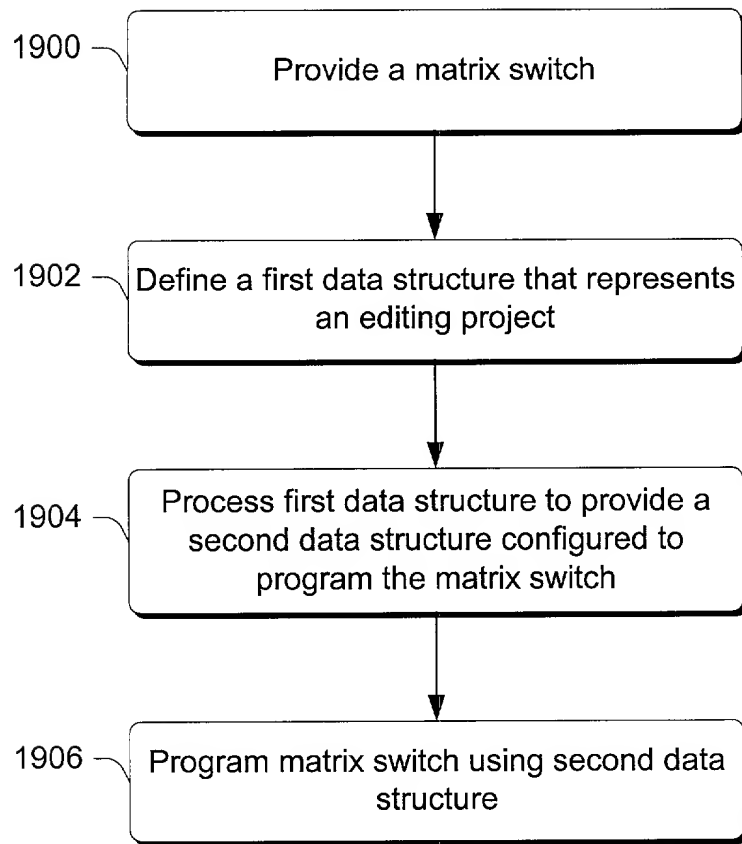 1900
Provide a matrix switch
1902
Define a first data structure that represents
an editing project
1904
Process first data structure to provide a
second data structure configured to
program the matrix switch
1906
Program matrix switch using second data
structure